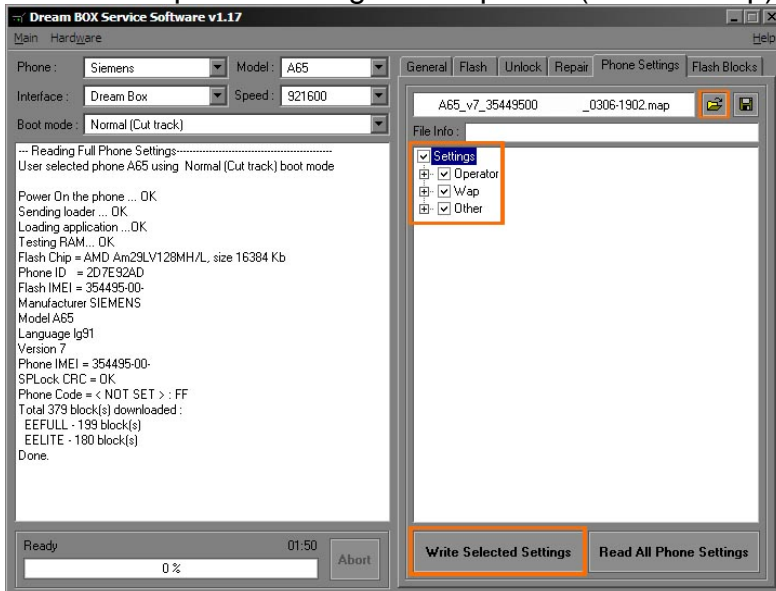 Dream BOX Service Software v1.17
Main Hardware Help
Phone : Siemens Model : A65
Interface : Dream Box Speed : 921600
Boot mode : Normal (Cut track)
--- Reading Full Phone Settings---
User selected phone A65 using Normal (Cut track) boot mode
Power On the phone ... OK
Sending loader ... OK
Loading application ...OK
Testing RAM... OK
Flash Chip = AMD Am29LV128MH/L, size 16384 Kb
Phone ID = 2D7E92AD
Flash IMEI = 354495-00-
Manufacturer SIEMENS
Model A65
Language lg91
Version 7
Phone IMEI = 354495-00-
SPLock CRC = OK
Phone Code = < NOT SET > : FF
Total 379 block(s) downloaded :
EEFULL - 199 block(s)
EELITE - 180 block(s)
Done.
Ready 01:50
0 %
Abort
General Flash Unlock Repair Phone Settings Flash Blocks
A65_v7_35449500 _0306-1902.map
File Info :
Settings
Operator
Wap
Other
Write Selected Settings Read All Phone Settings